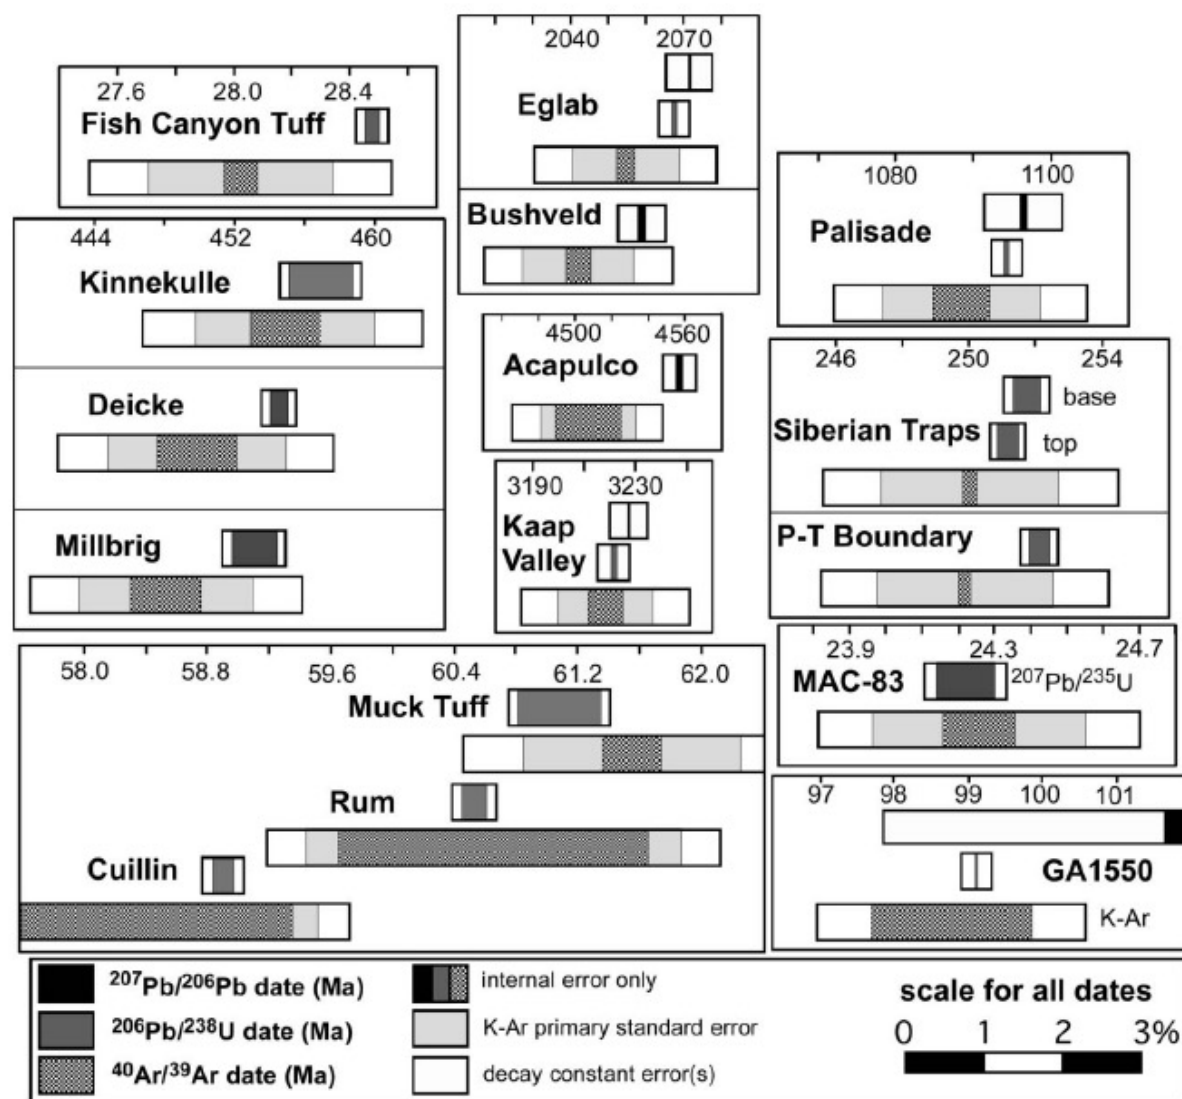 27.6 28.0 28.4
Fish Canyon Tuff
444 452 460
Kinnekulle
Deicke
Millbrig
2040 2070
Eglab
Bushveld
4500 4560
Acapulco
3190 3230
Kaap
Valley
1080 1100
Palisade
246 250 254
base
Siberian Traps
top
P-T Boundary
23.9 24.3 24.7
MAC-83 ²⁰⁷Pb/²³⁵U
58.0 58.8 59.6 60.4 61.2 62.0
Muck Tuff
Rum
Cuillin
97 98 99 100 101
GA1550
K-Ar
²⁰⁷Pb/²⁰⁶Pb date (Ma)
²⁰⁶Pb/²³⁸U date (Ma)
⁴⁰Ar/³⁹Ar date (Ma)
internal error only
K-Ar primary standard error
decay constant error(s)
scale for all dates
0 1 2 3%